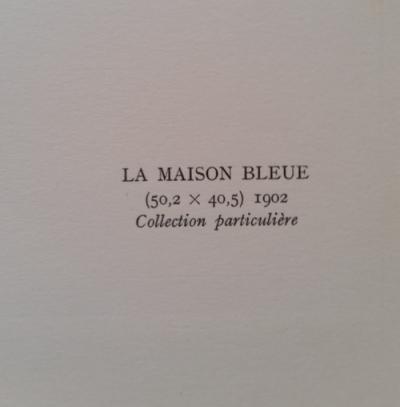 LA MAISON BLEUE
(50,2 × 40,5) 1902
Collection particulière